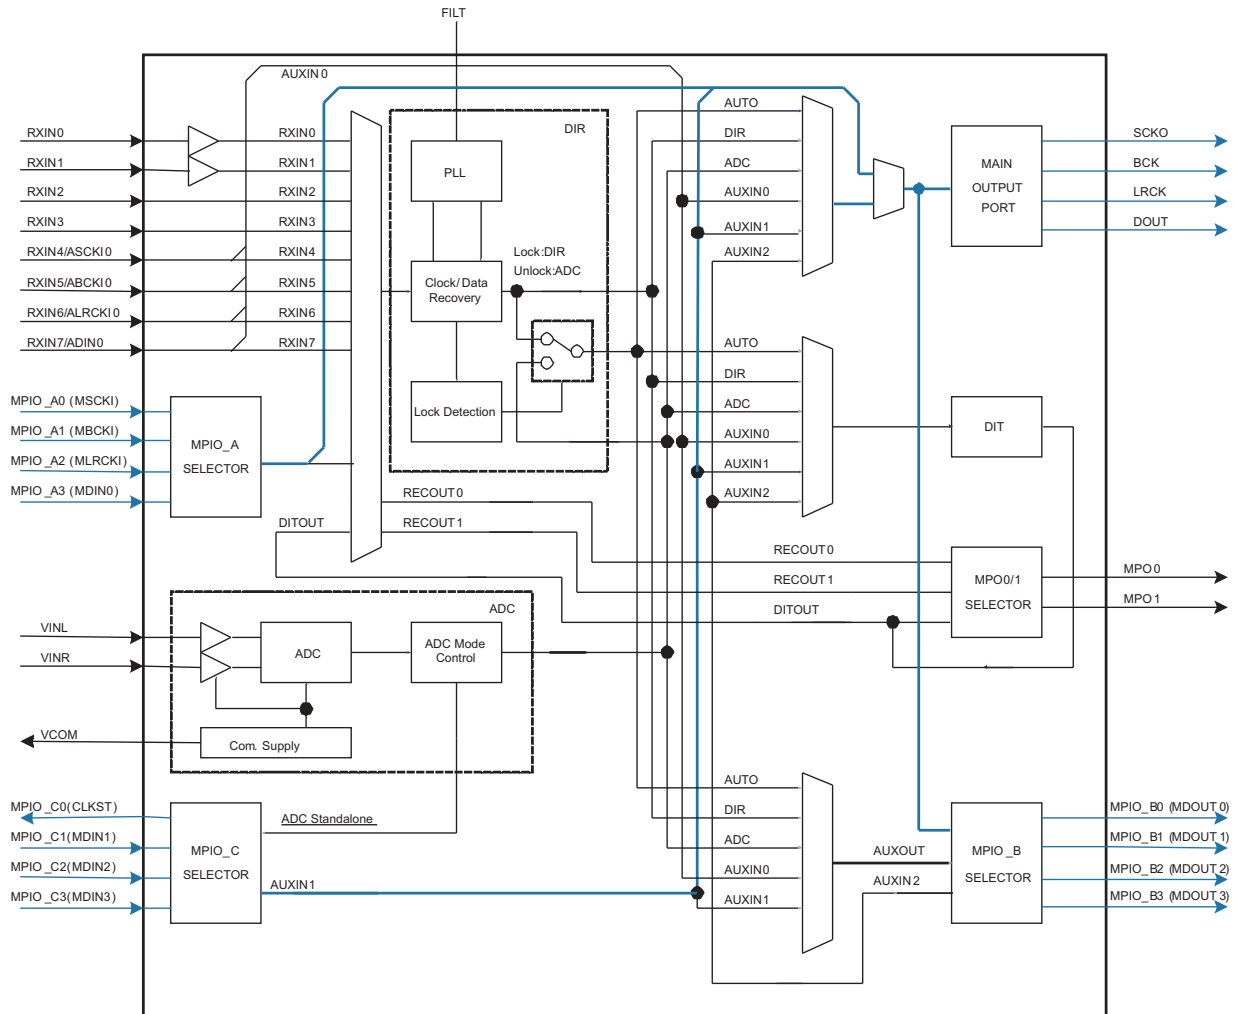 FILT
AUXIN0
RXIN0
RXIN1
RXIN2
RXIN3
RXIN4/ASCKI0
RXIN5/ABCKI0
RXIN6/ALRCKI0
RXIN7/ADIN0
RXIN0
RXIN1
RXIN2
RXIN3
RXIN4
RXIN5
RXIN6
RXIN7
DIR
PLL
Clock/Data
Recovery
Lock:DIR
Unlock:ADC
Lock Detection
AUTO
DIR
ADC
AUXIN0
AUXIN1
AUXIN2
MAIN
OUTPUT
PORT
SCKO
BCK
LRCK
DOUT
MPIO_A0 (MSCKI)
MPIO_A1 (MBCKI)
MPIO_A2 (MLRCKI)
MPIO_A3 (MDIN0)
MPIO_A
SELECTOR
AUTO
DIR
ADC
AUXIN0
AUXIN1
AUXIN2
DIT
RECOUT0
RECOUT1
DITOUT
RECOUT0
RECOUT1
DITOUT
MPO0/1
SELECTOR
MPO0
MPO1
VINL
VINR
VCOM
ADC
ADC
ADC Mode
Control
Com. Supply
MPIO_C0(CLKST)
MPIO_C1(MDIN1)
MPIO_C2(MDIN2)
MPIO_C3(MDIN3)
MPIO_C
SELECTOR
ADC Standalone
AUXIN1
AUTO
DIR
ADC
AUXIN0
AUXIN1
AUXOUT
AUXIN2
MPIO_B
SELECTOR
MPIO_B0 (MDOUT0)
MPIO_B1 (MDOUT1)
MPIO_B2 (MDOUT2)
MPIO_B3 (MDOUT3)